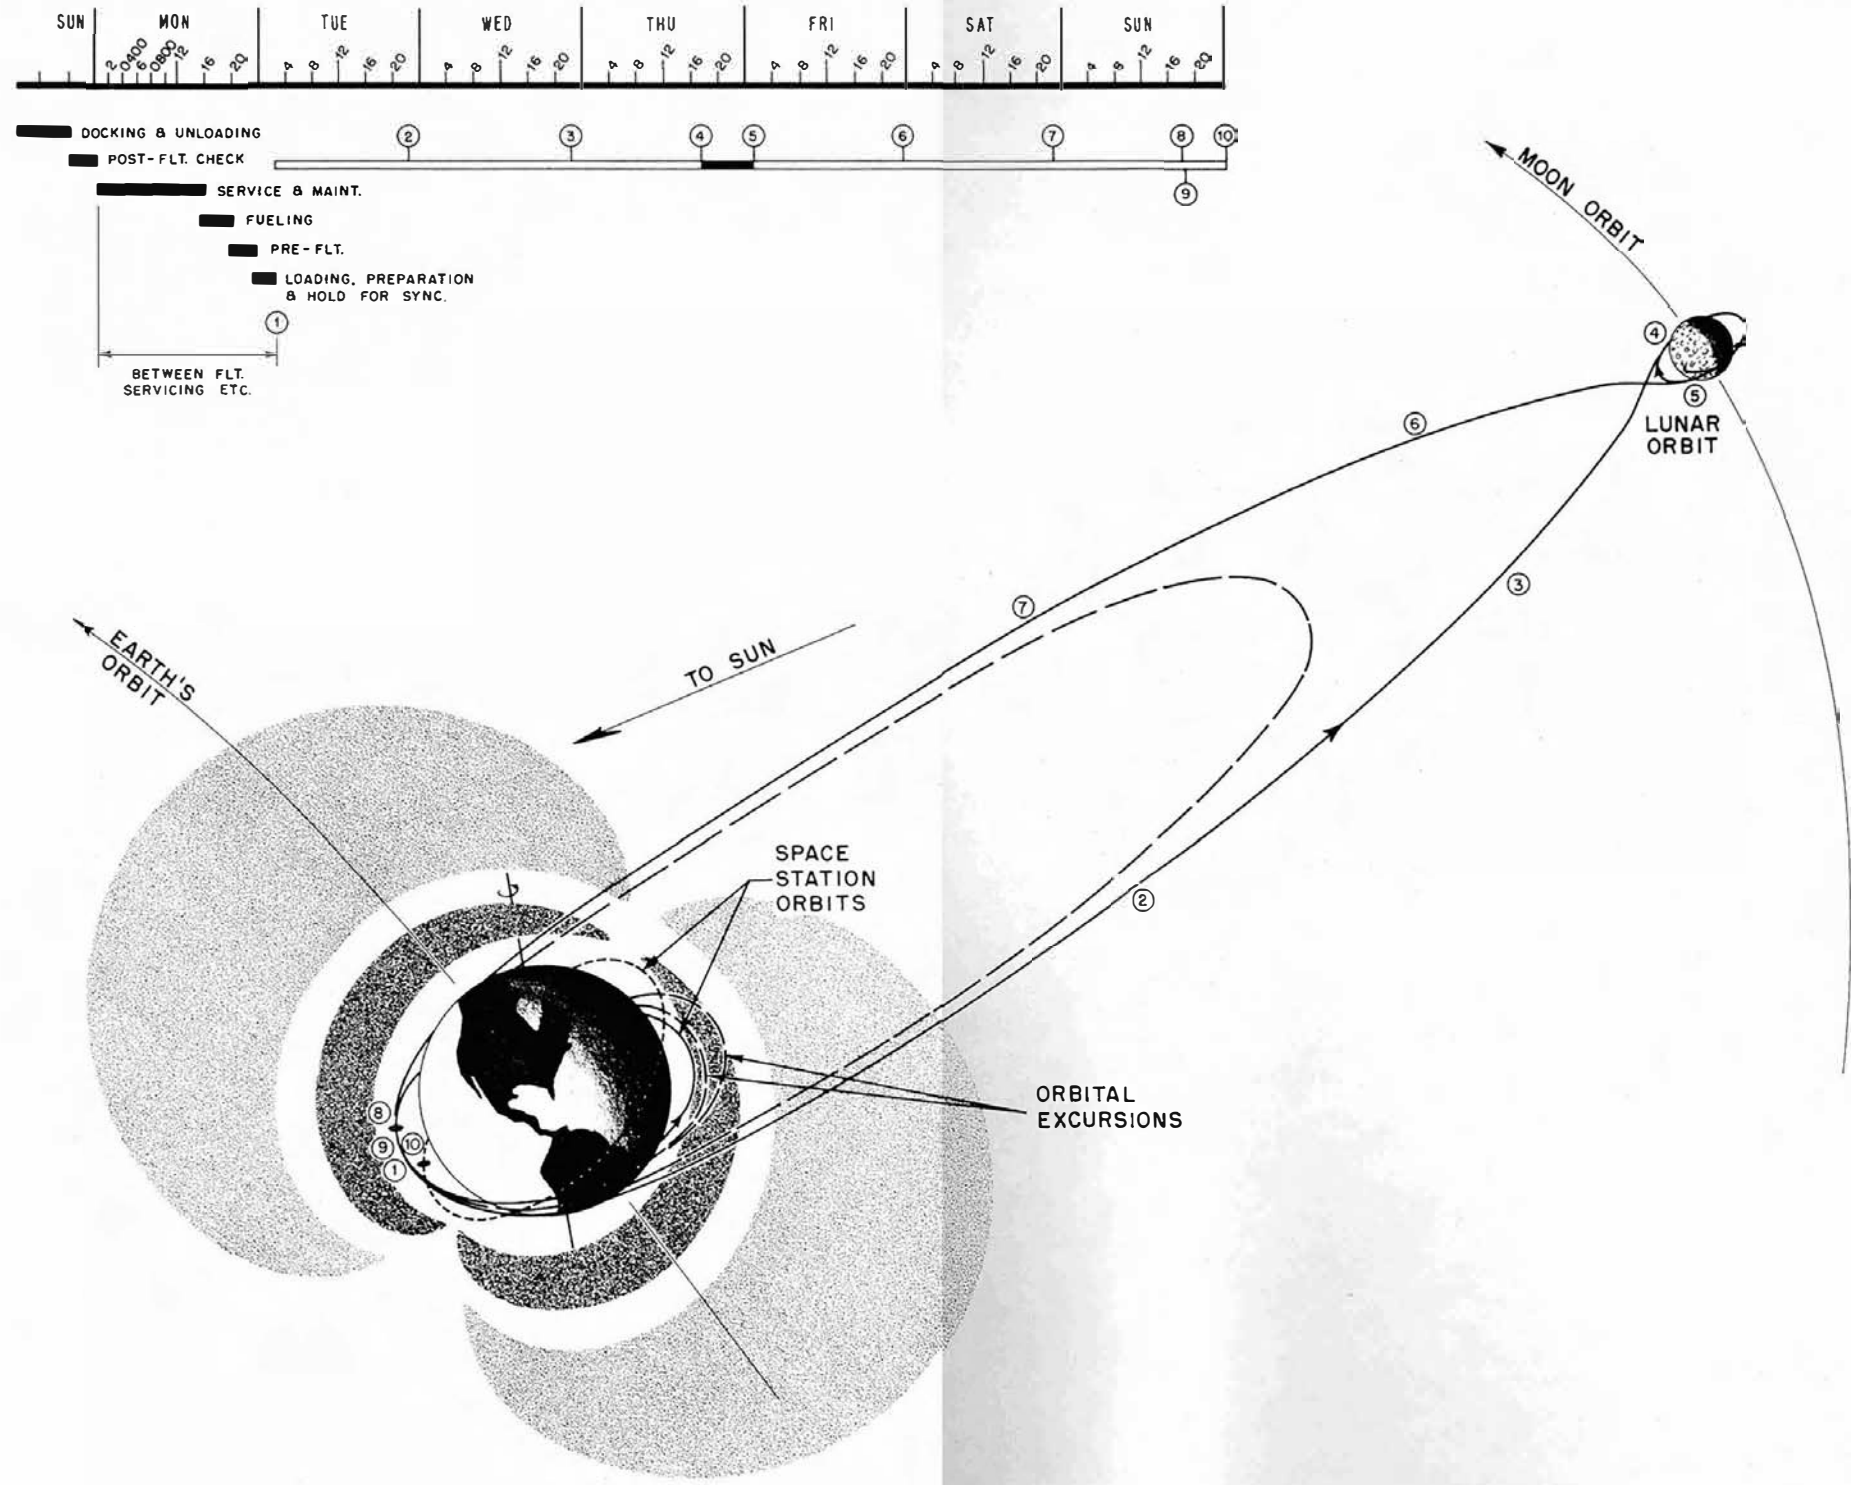 SUN MON TUE WED THU FRI SAT SUN
2 0400 6 0800 12 16 20 4 8 12 16 20 4 8 12 16 20 4 8 12 16 20 4 8 12 16 20 4 8 12 16 20 4 8 12 16 20
DOCKING & UNLOADING
2 3 4 5 6 7 8 10
POST-FLT. CHECK
SERVICE & MAINT.
9
FUELING
PRE-FLT.
LOADING, PREPARATION
& HOLD FOR SYNC.
1
BETWEEN FLT.
SERVICING ETC.
MOON ORBIT
4
5
LUNAR
ORBIT
6
3
7
EARTH'S
ORBIT
TO SUN
SPACE
STATION
ORBITS
2
ORBITAL
EXCURSIONS
8
9 10
1